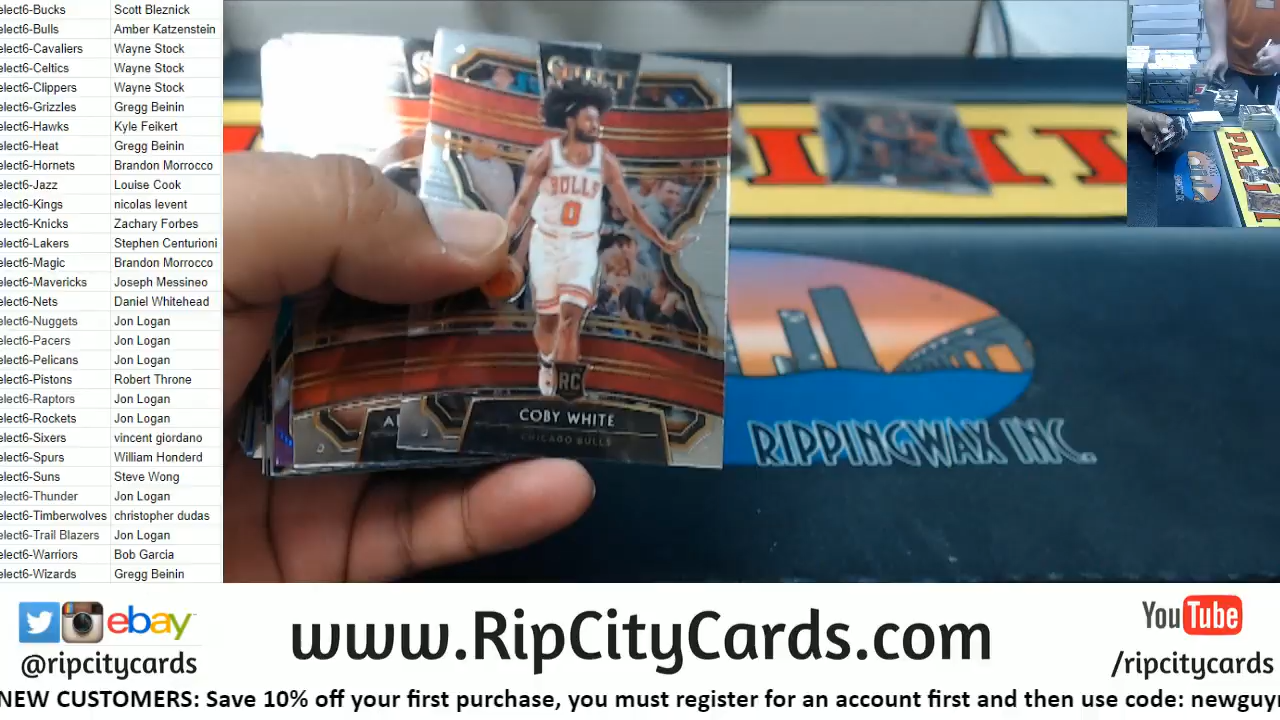 elect6-Bucks Scott Bleznick
elect6-Bulls Amber Katzenstein
elect6-Cavaliers Wayne Stock
elect6-Celtics Wayne Stock
elect6-Clippers Wayne Stock
elect6-Grizzles Gregg Beinin
elect6-Hawks Kyle Feikert
elect6-Heat Gregg Beinin
elect6-Hornets Brandon Morrocco
elect6-Jazz Louise Cook
elect6-Kings nicolas levent
elect6-Knicks Zachary Forbes
elect6-Lakers Stephen Centurioni
elect6-Magic Brandon Morrocco
elect6-Mavericks Joseph Messineo
elect6-Nets Daniel Whitehead
elect6-Nuggets Jon Logan
elect6-Pacers Jon Logan
elect6-Pelicans Jon Logan
elect6-Pistons Robert Throne
elect6-Raptors Jon Logan
elect6-Rockets Jon Logan
elect6-Sixers vincent giordano
elect6-Spurs William Honderd
elect6-Suns Steve Wong
elect6-Thunder Jon Logan
elect6-Timberwolves christopher dudas
elect6-Trail Blazers Jon Logan
elect6-Warriors Bob Garcia
elect6-Wizards Gregg Beinin
SELECT
BULLS
0
RC
COBY WHITE
CHICAGO BULLS
PANINI
RIPPINGWAX INC.
ebay
@ripcitycards
www.RipCityCards.com
YouTube
/ripcitycards
NEW CUSTOMERS: Save 10% off your first purchase, you must register for an account first and then use code: newguy